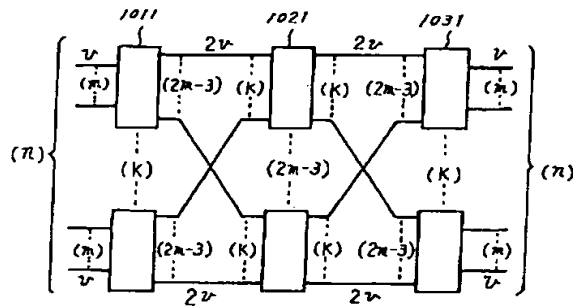 1011 1021 1031
v 2v 2v v
(m) (2m-3) (K) (K) (2m-3) (m)
(n) (K) (2m-3) (K) (n)
(m) (2m-3) (K) (K) (2m-3) (m)
v 2v 2v v